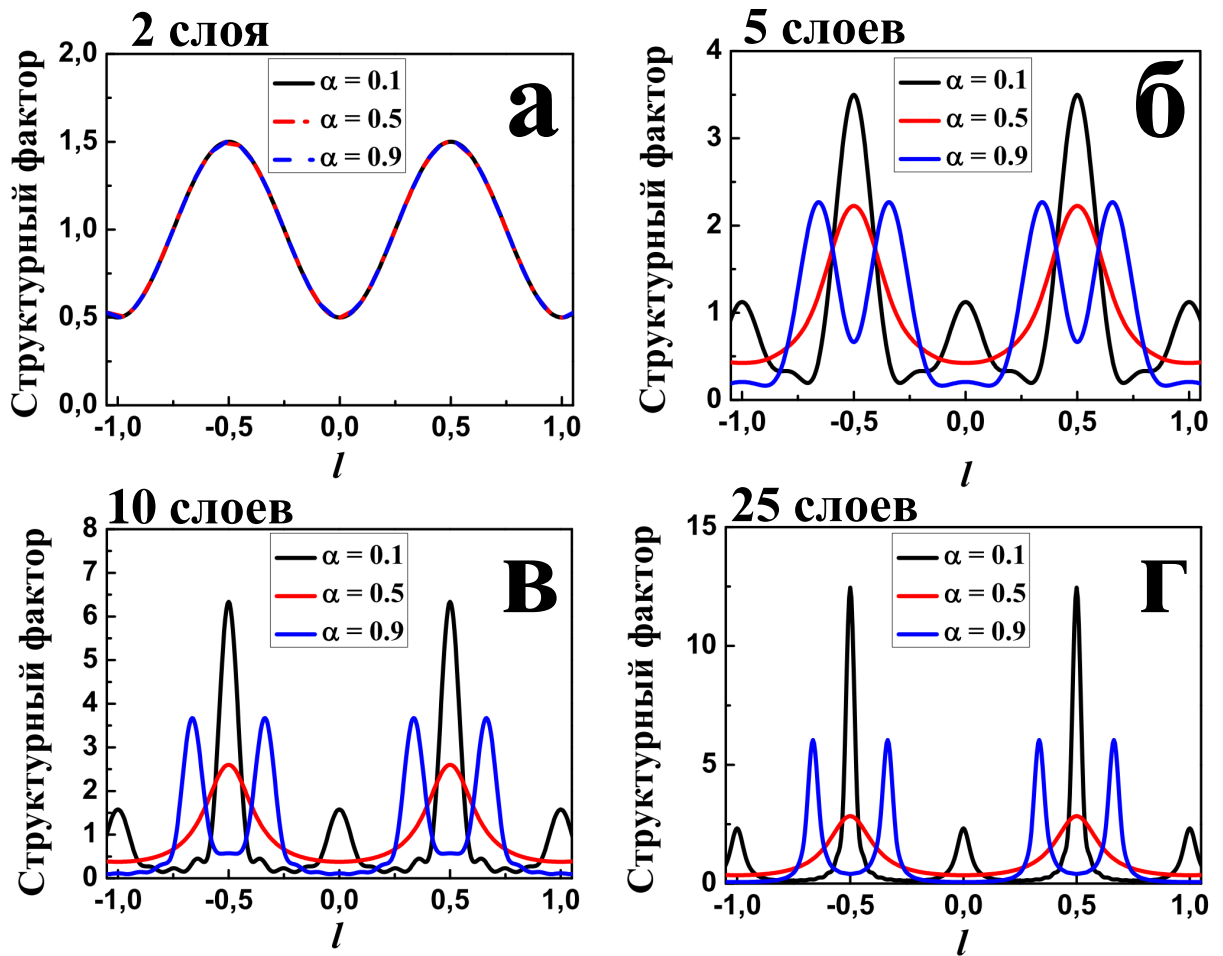 2 слоя
а
Структурный фактор
2,0
1,5
1,0
0,5
0,0
α = 0.1
α = 0.5
α = 0.9
-1,0 -0,5 0,0 0,5 1,0
l
5 слоев
б
Структурный фактор
4
3
2
1
0
α = 0.1
α = 0.5
α = 0.9
-1,0 -0,5 0,0 0,5 1,0
l
10 слоев
в
Структурный фактор
8
7
6
5
4
3
2
1
0
α = 0.1
α = 0.5
α = 0.9
-1,0 -0,5 0,0 0,5 1,0
l
25 слоев
г
Структурный фактор
15
10
5
0
α = 0.1
α = 0.5
α = 0.9
-1,0 -0,5 0,0 0,5 1,0
l